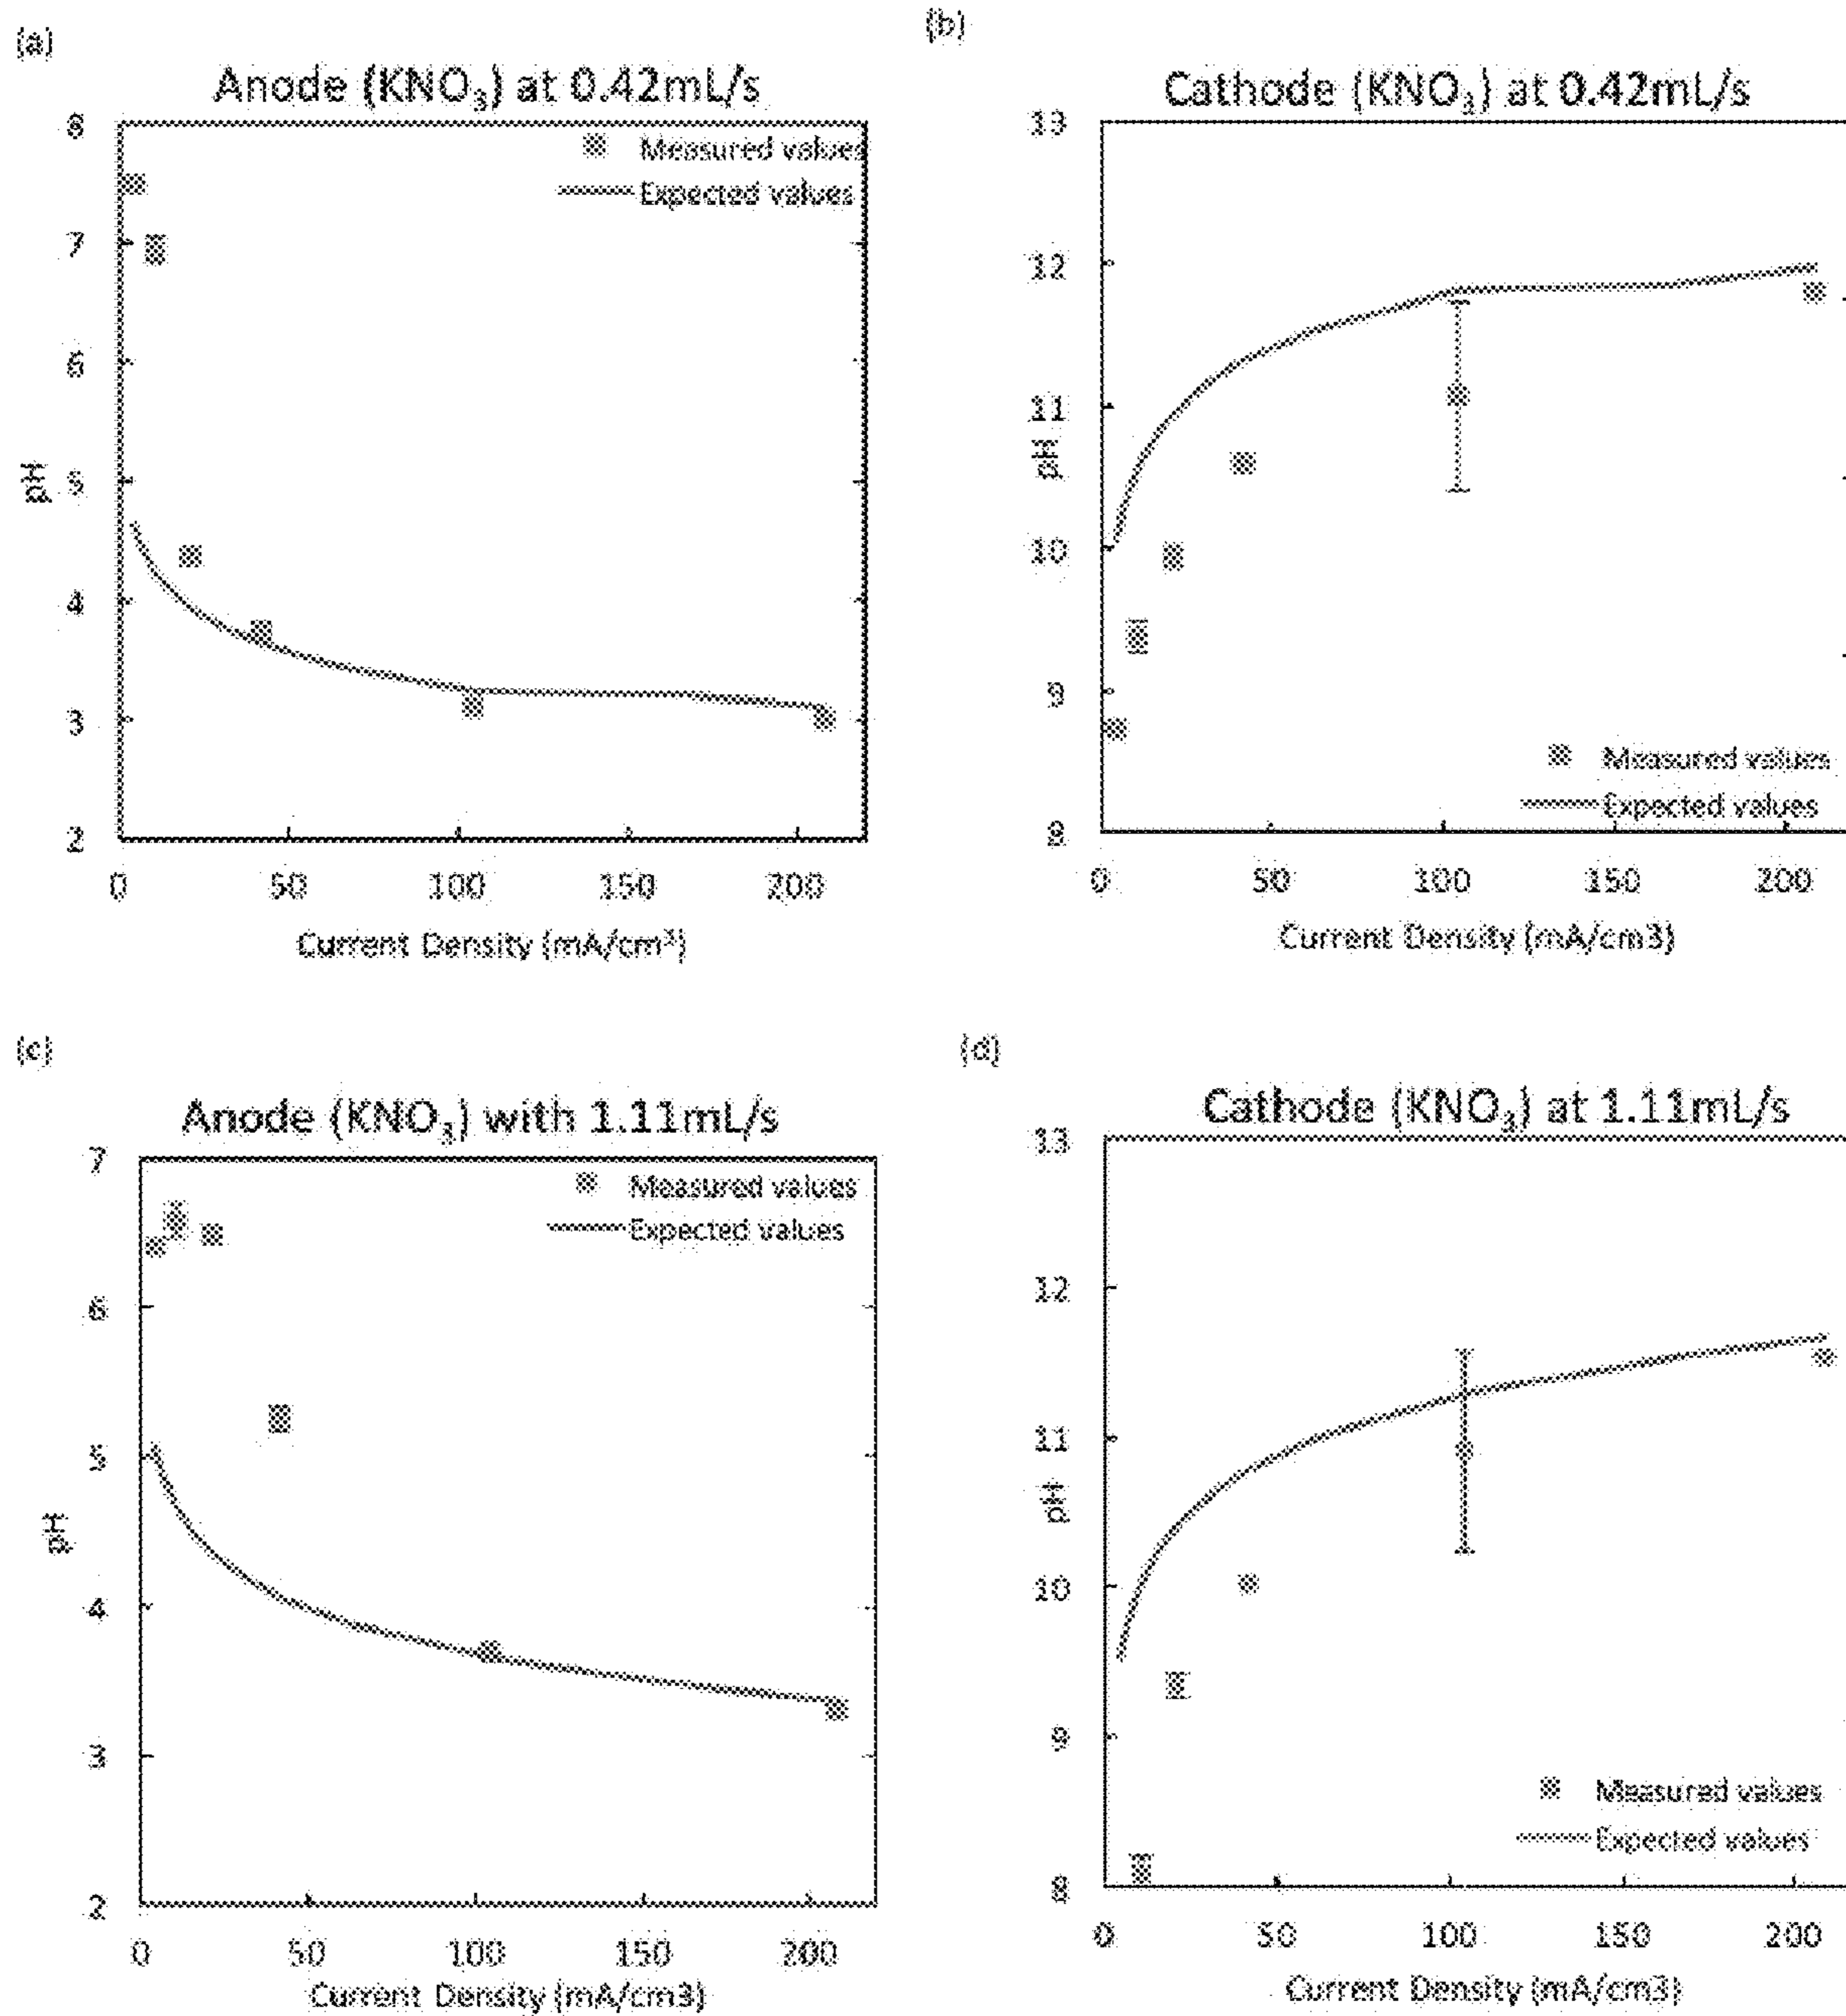 (a)
Anode (KNO₃) at 0.42mL/s
8
7
6
5
4
3
2
pH
Measured values
Expected values
0 50 100 150 200
Current Density (mA/cm³)
(b)
Cathode (KNO₃) at 0.42mL/s
13
12
11
10
9
8
pH
Measured values
Expected values
0 50 100 150 200
Current Density (mA/cm3)
(c)
Anode (KNO₃) with 1.11mL/s
7
6
5
4
3
2
pH
Measured values
Expected values
0 50 100 150 200
Current Density (mA/cm3)
(d)
Cathode (KNO₃) at 1.11mL/s
13
12
11
10
9
8
pH
Measured values
Expected values
0 50 100 150 200
Current Density (mA/cm3)